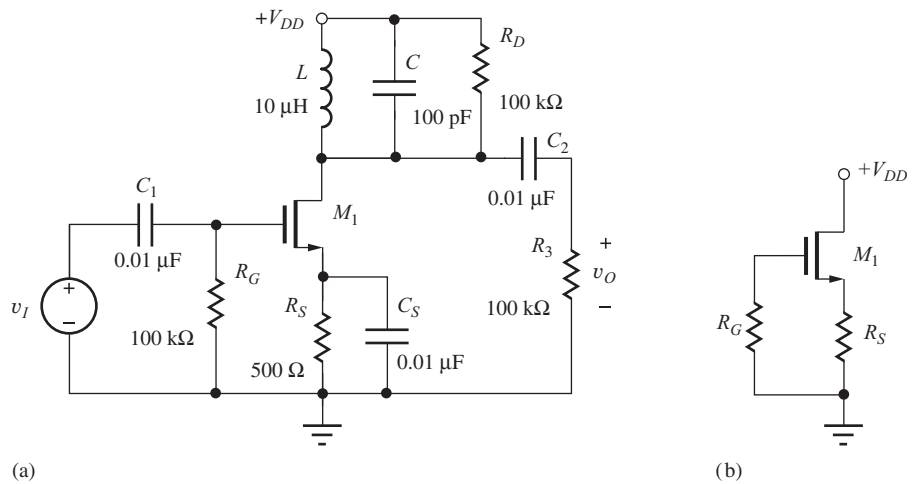 +V_DD
L
10 μH
C
100 pF
R_D
100 kΩ
C_2
0.01 μF
C_1
0.01 μF
M_1
v_I
+
−
R_G
100 kΩ
R_S
500 Ω
C_S
0.01 μF
R_3
100 kΩ
+
v_O
−
(a)
+V_DD
M_1
R_G
R_S
(b)